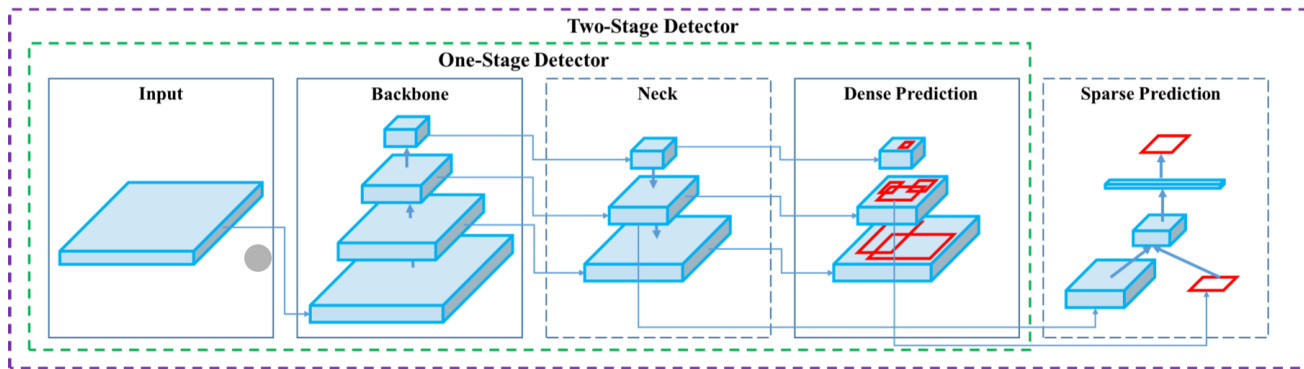 Two-Stage Detector
One-Stage Detector
Input
Backbone
Neck
Dense Prediction
Sparse Prediction